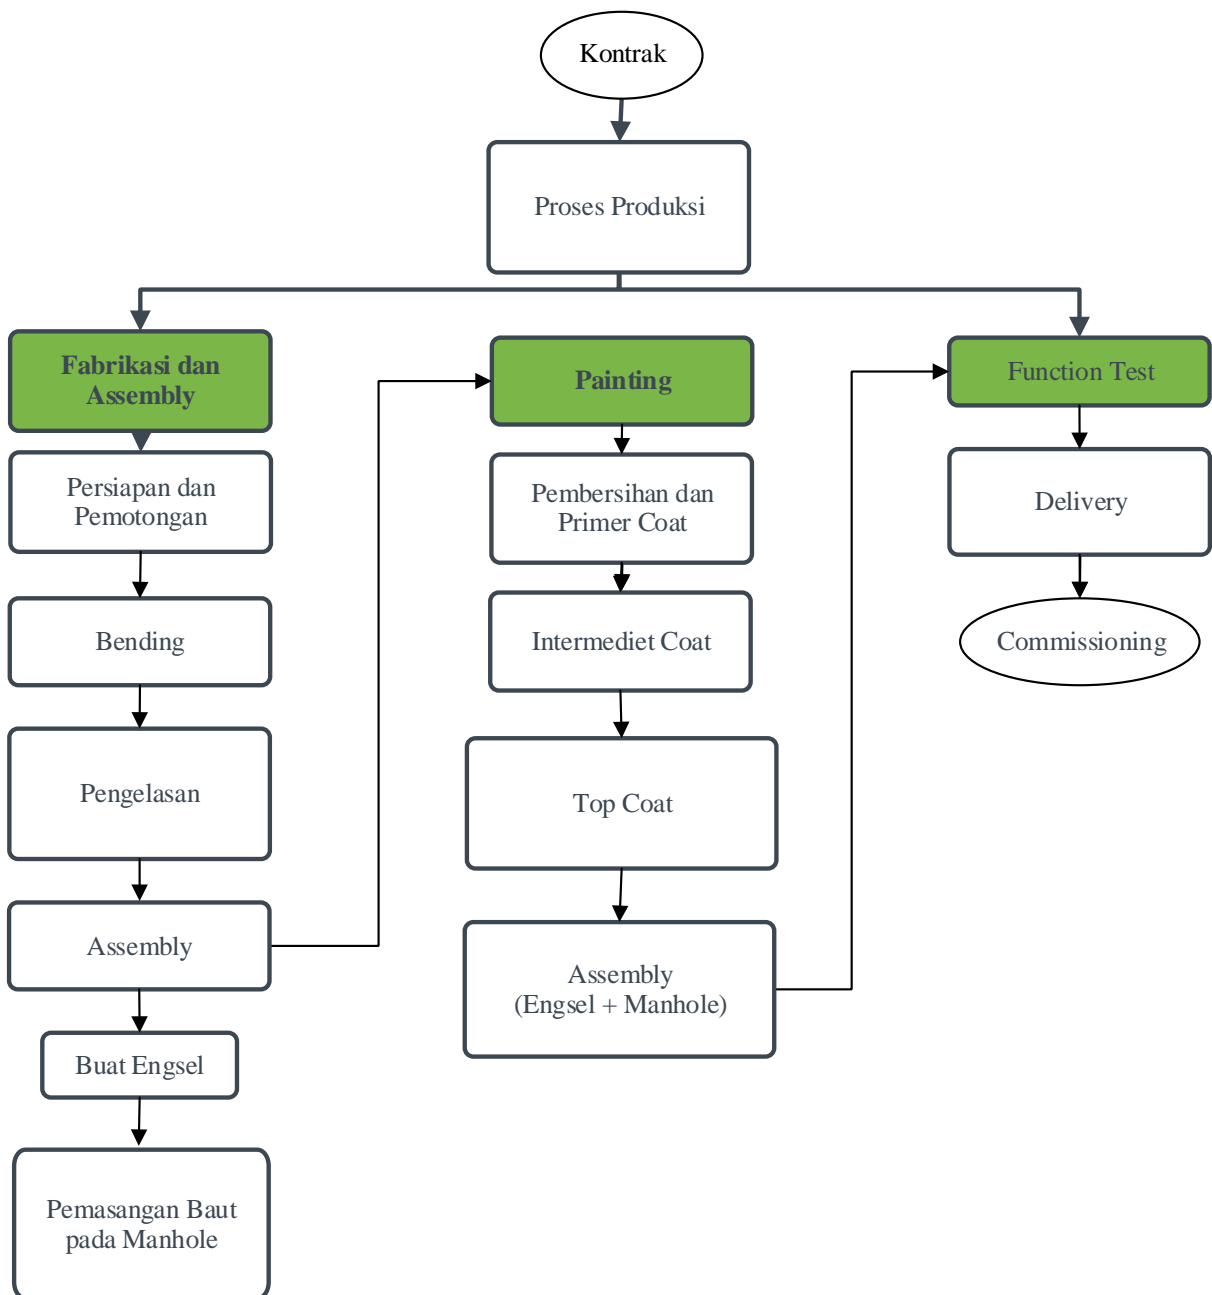 Kontrak
Proses Produksi
Fabrikasi dan
Assembly
Persiapan dan
Pemotongan
Bending
Pengelasan
Assembly
Buat Engsel
Pemasangan Baut
pada Manhole
Painting
Pembersihan dan
Primer Coat
Intermediet Coat
Top Coat
Assembly
(Engsel + Manhole)
Function Test
Delivery
Commissioning